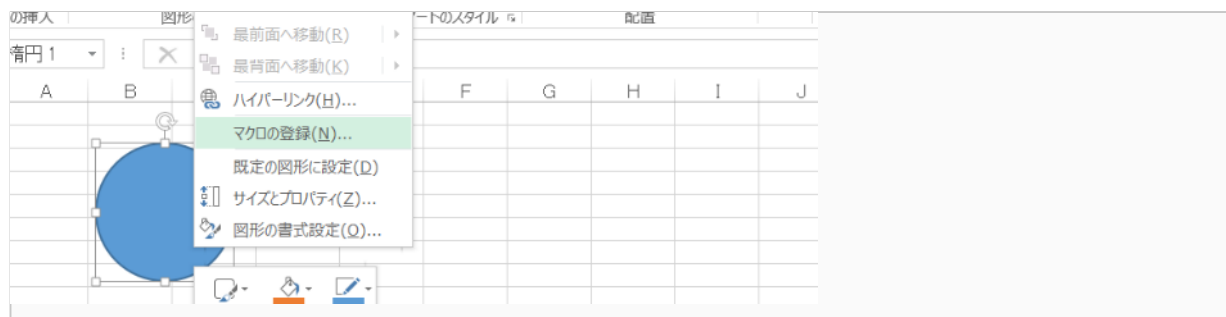 の挿入 図形 ートのスタイル 配置
楕円 1
最前面へ移動(R)
最背面へ移動(K)
A B F G H I J
ハイパーリンク(H)...
マクロの登録(N)...
既定の図形に設定(D)
サイズとプロパティ(Z)...
図形の書式設定(O)...